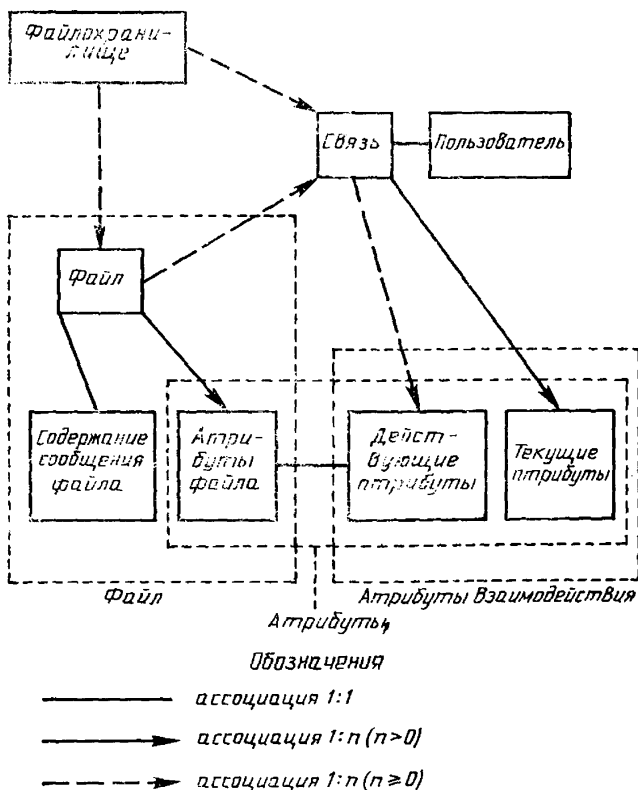 Файлохрани-
лище
Связь
Пользователь
Файл
Содержание
сообщения
файла
Атри-
буты
файла
Дейст-
вующие
атрибуты
Текущие
атрибуты
Файл
Атрибуты Взаимодействия
Атрибуты
Обозначения
ассоциация 1:1
ассоциация 1:n (n>0)
ассоциация 1:n (n≥0)